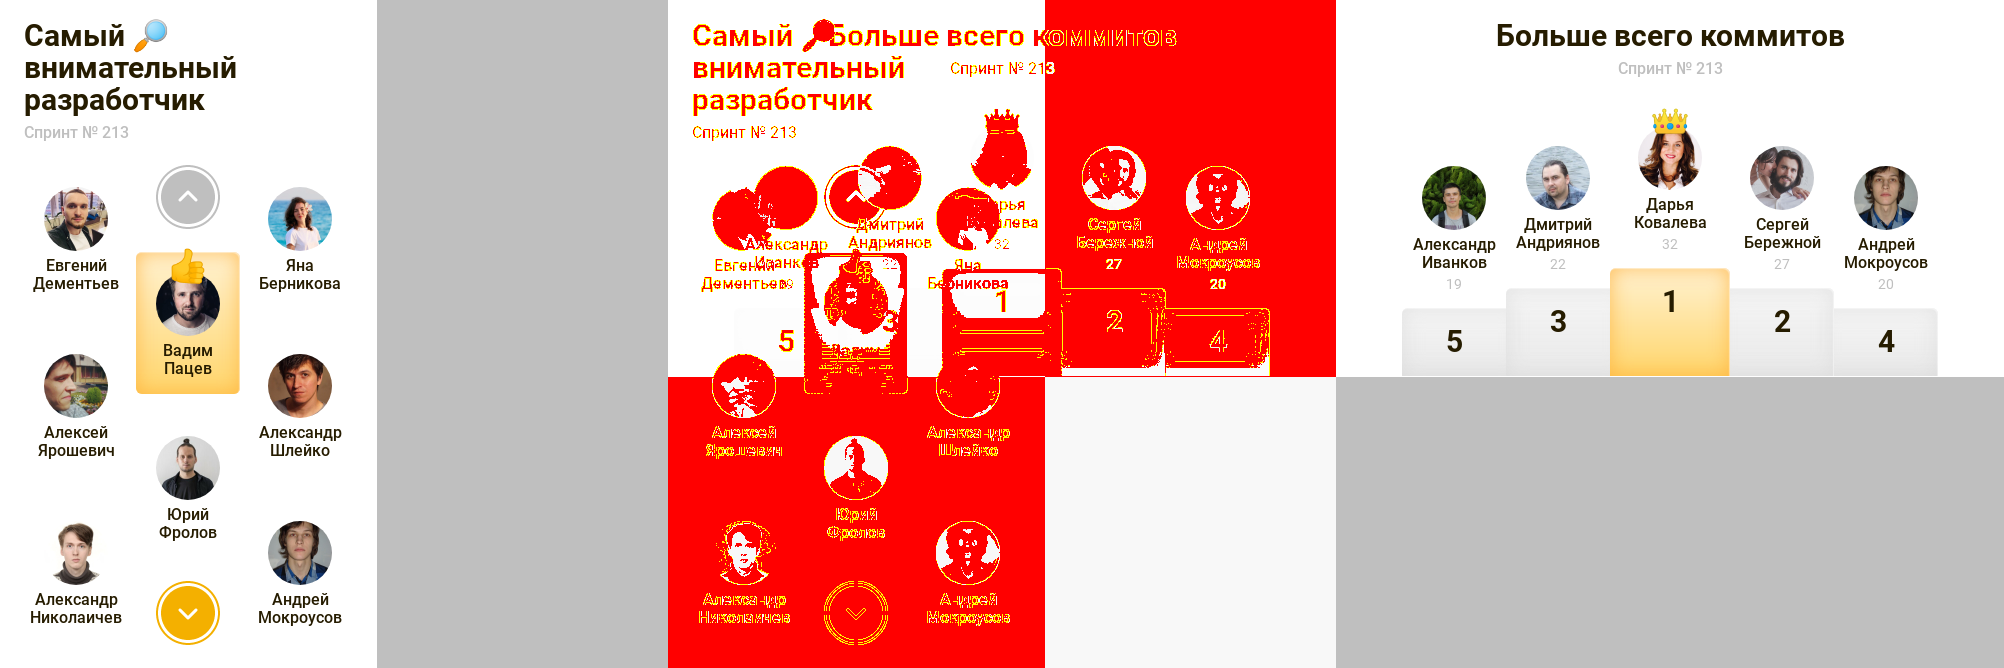 Самый 🔎
внимательный
разработчик
Спринт № 213
Евгений
Дементьев
Яна
Берникова
Вадим
Пацев
Алексей
Ярошевич
Александр
Шлейко
Юрий
Фролов
Александр
Николаичев
Андрей
Мокроусов
Самый 🔎 Больше всего коммитов
внимательный Спринт № 213
разработчик
Спринт № 213
Дмитрий
Андриянов
Александр
Иванков
Евгений
Дементьев
Яна
Берникова
32
Сергей
Бережной
27
Андрей
Мокроусов
20
5
3
1
2
4
Алексей
Ярошевич
Александр
Шлейко
Юрий
Фролов
Александр
Николаичев
Андрей
Мокроусов
Больше всего коммитов
Спринт № 213
Александр
Иванков
19
Дмитрий
Андриянов
22
Дарья
Ковалева
32
Сергей
Бережной
27
Андрей
Мокроусов
20
5
3
1
2
4